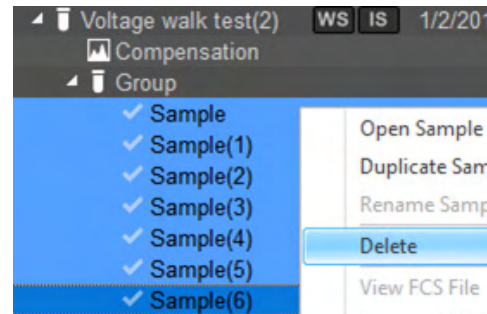 Voltage walk test(2) WS IS 1/2/201
Compensation
Group
Sample
Sample(1)
Sample(2)
Sample(3)
Sample(4)
Sample(5)
Sample(6)
Open Sample
Duplicate Sam
Rename Samp
Delete
View FCS File